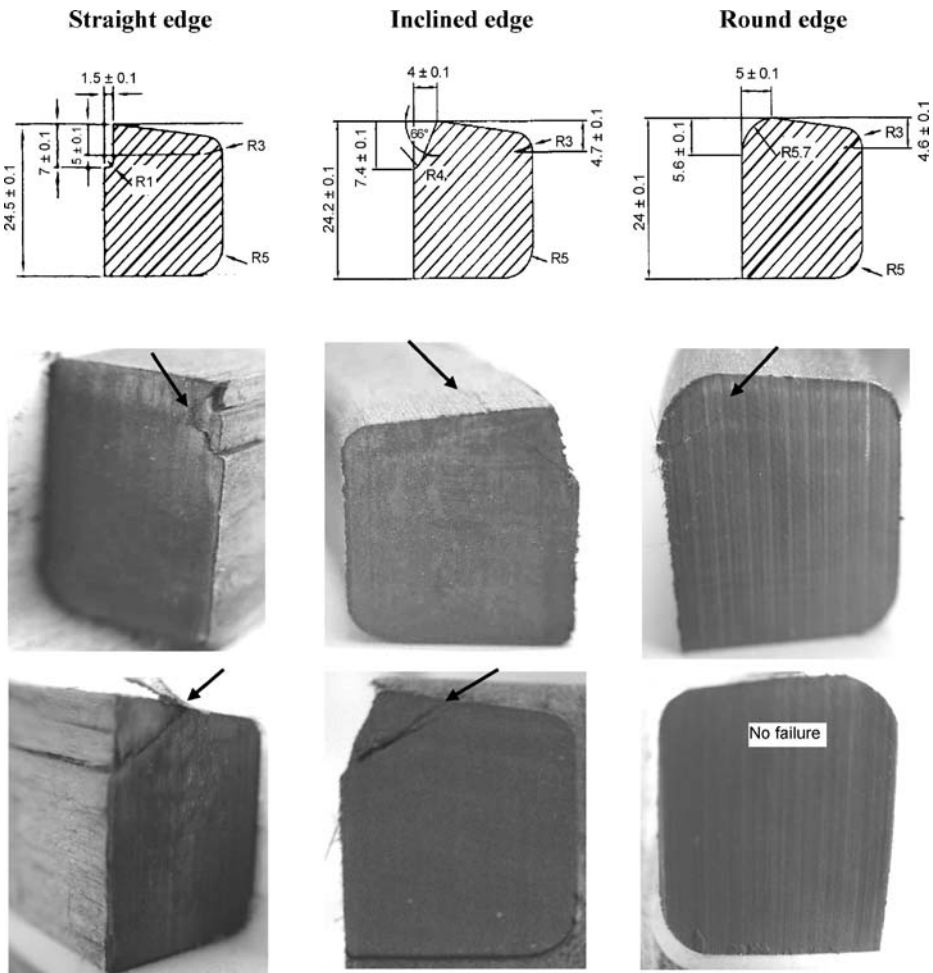 Straight edge
Inclined edge
Round edge
1.5 ± 0.1
7 ± 0.1
5 ± 0.1
24.5 ± 0.1
R1
R3
R5
4 ± 0.1
66°
7.4 ± 0.1
24.2 ± 0.1
R4
4.7 ± 0.1
R3
R5
5 ± 0.1
5.6 ± 0.1
24 ± 0.1
R5.7
R3
4.6 ± 0.1
R5
No failure